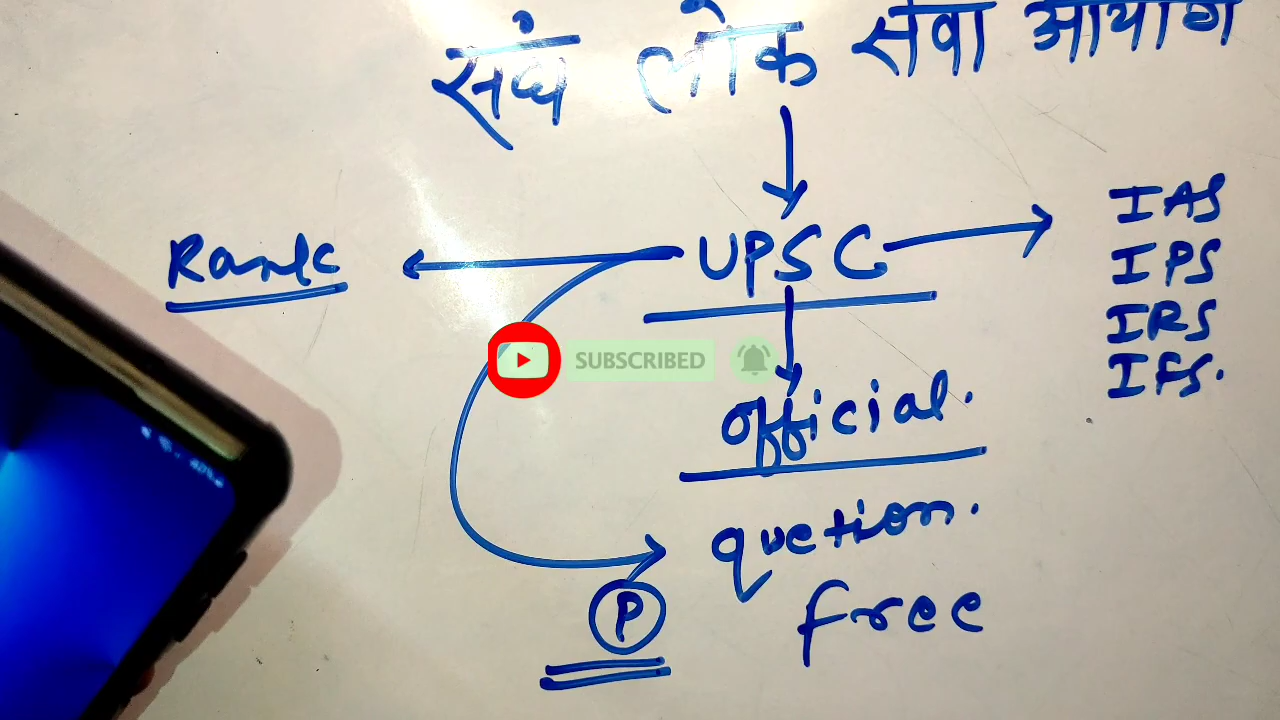 संघ लोक सेवा आयोग
Rank
UPSC
IAS
IPS
IRS
IFS.
SUBSCRIBED
official.
quetion.
free
P